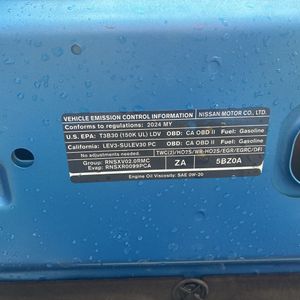 VEHICLE EMISSION CONTROL INFORMATION NISSAN MOTOR CO., LTD.
Conforms to regulations: 2024 MY
U.S. EPA: T3B30 (150K UL) LDV OBD: CA OBD II Fuel: Gasoline
California: LEV3-SULEV30 PC OBD: CA OBD II Fuel: Gasoline
No adjustments needed TWC(2)/HO2S/WR-HO2S/EGR/EGRC/DFI
Group: RNSXV02.0RMC
Evap: RNSXR0099PCA
ZA 5BZ0A
Engine Oil Viscosity: SAE 0W-20